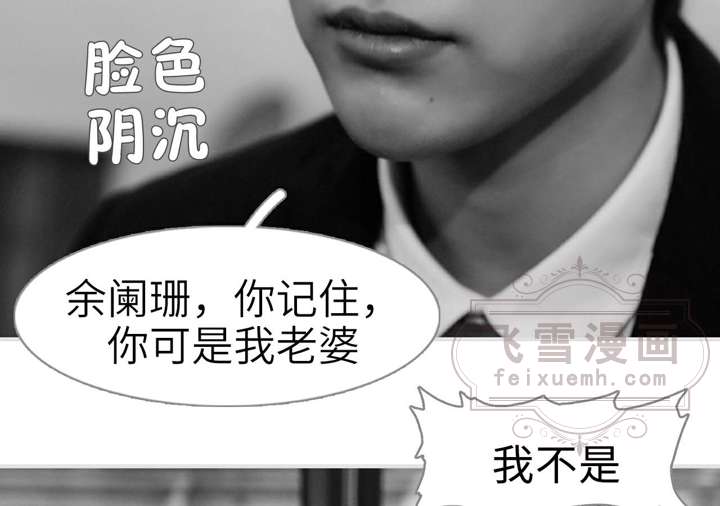 脸色
阴沉
余阑珊，你记住，
你可是我老婆
飞雪漫画
feixuemh.com
我不是